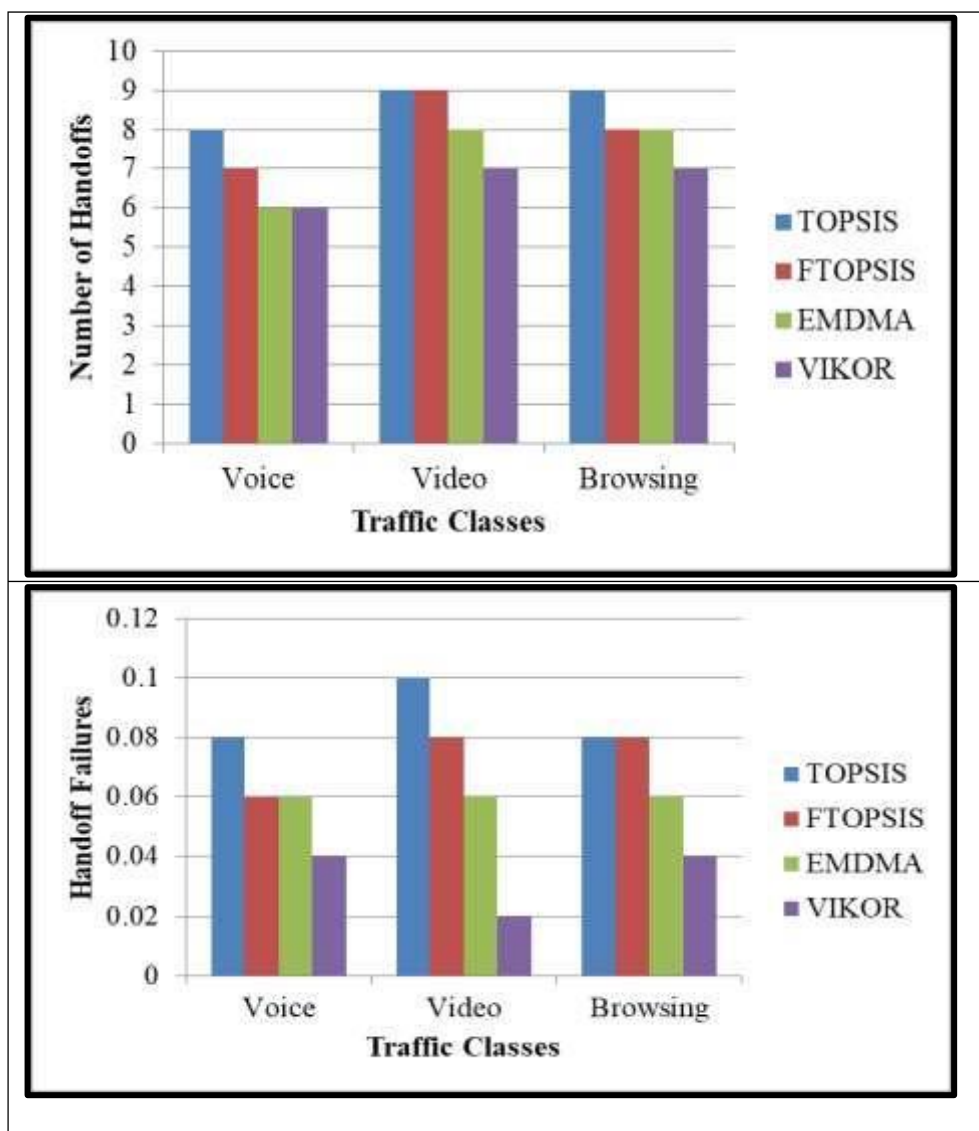 Number of Handoffs
10
9
8
7
6
5
4
3
2
1
0
Voice
Video
Browsing
Traffic Classes
TOPSIS
FTOPSIS
EMDMA
VIKOR
Handoff Failures
0.12
0.1
0.08
0.06
0.04
0.02
0
Voice
Video
Browsing
Traffic Classes
TOPSIS
FTOPSIS
EMDMA
VIKOR